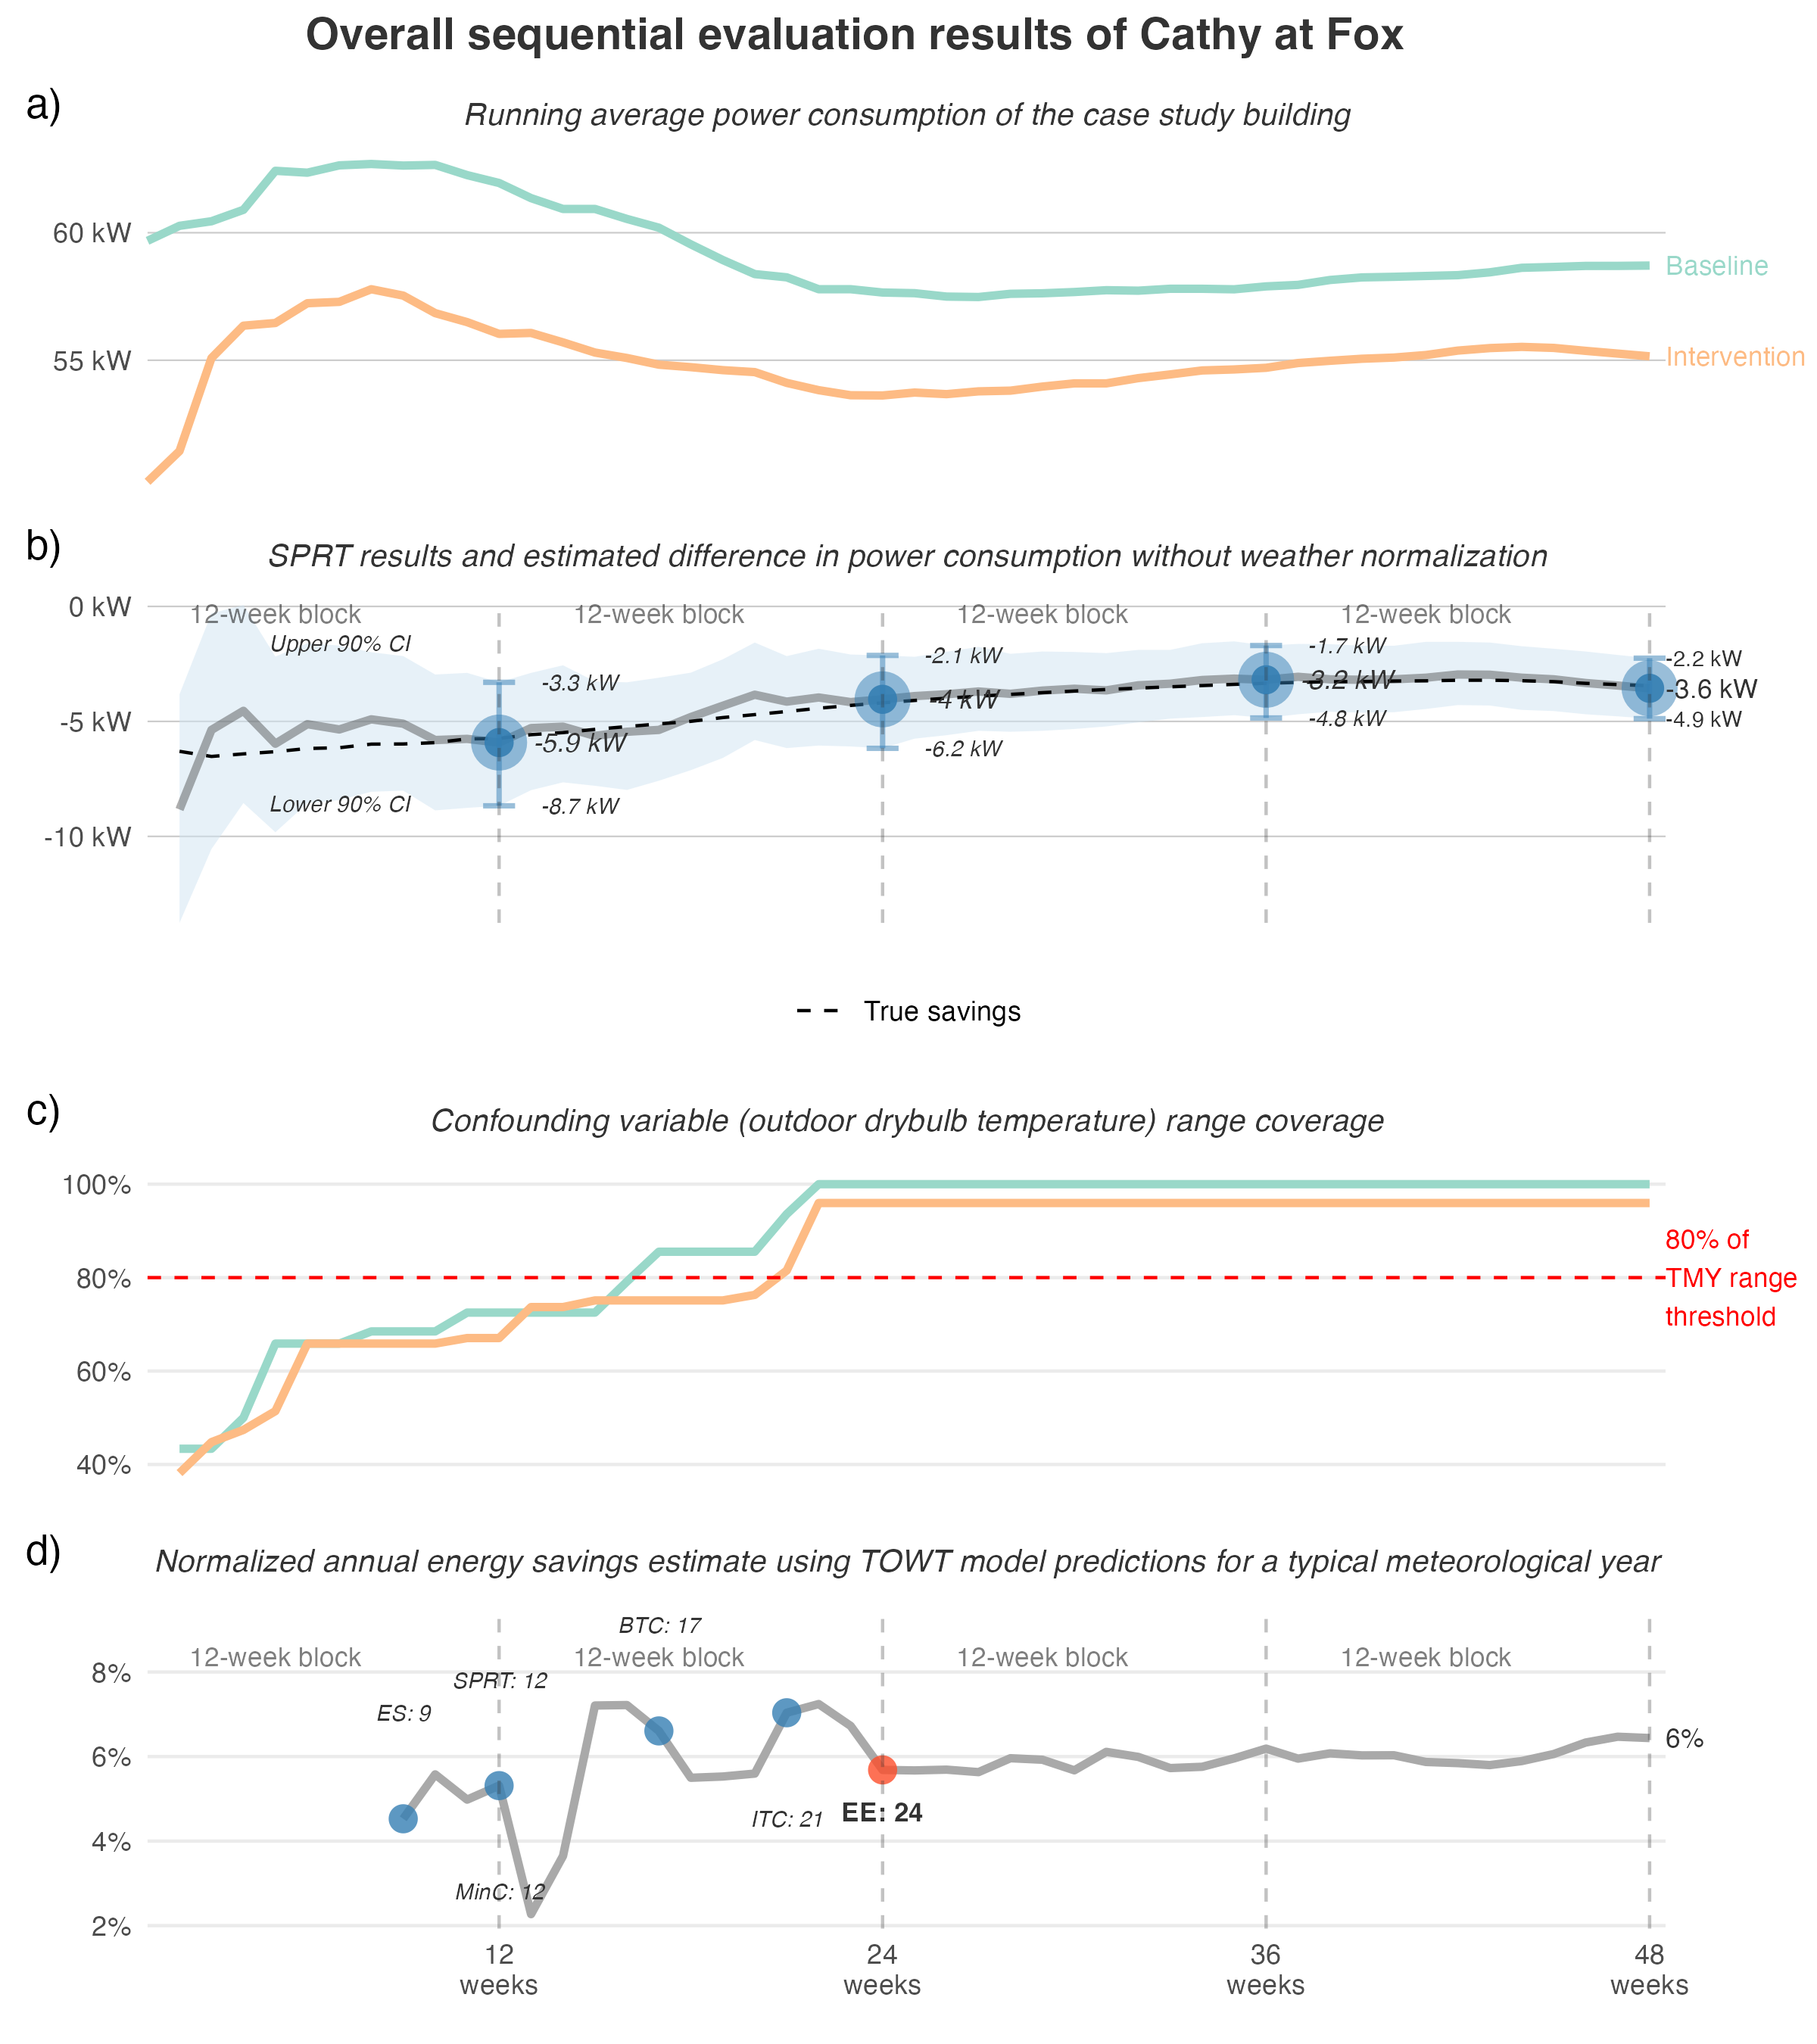 Overall sequential evaluation results of Cathy at Fox
a)
Running average power consumption of the case study building
60 kW
55 kW
Baseline
Intervention
b)
SPRT results and estimated difference in power consumption without weather normalization
0 kW
-5 kW
-10 kW
12-week block
12-week block
12-week block
12-week block
Upper 90% CI
Lower 90% CI
-3.3 kW
-5.9 kW
-8.7 kW
-2.1 kW
-4 kW
-6.2 kW
-1.7 kW
-3.2 kW
-4.8 kW
-2.2 kW
-3.6 kW
-4.9 kW
True savings
c)
Confounding variable (outdoor drybulb temperature) range coverage
100%
80%
60%
40%
80% of
TMY range
threshold
d)
Normalized annual energy savings estimate using TOWT model predictions for a typical meteorological year
8%
6%
4%
2%
12-week block
12-week block
12-week block
12-week block
ES: 9
SPRT: 12
MinC: 12
BTC: 17
ITC: 21
EE: 24
6%
12
weeks
24
weeks
36
weeks
48
weeks